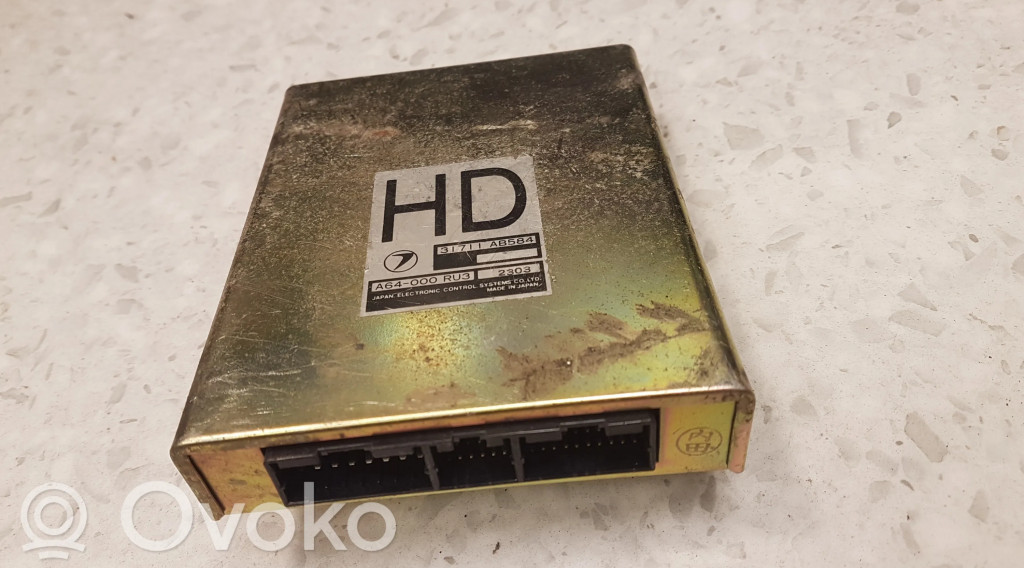 HD
31711 AB584
A64-000 RU3 2303
JAPAN ELECTRONIC CONTROL SYSTEMS CO.,LTD.
MADE IN JAPAN
Ovoko